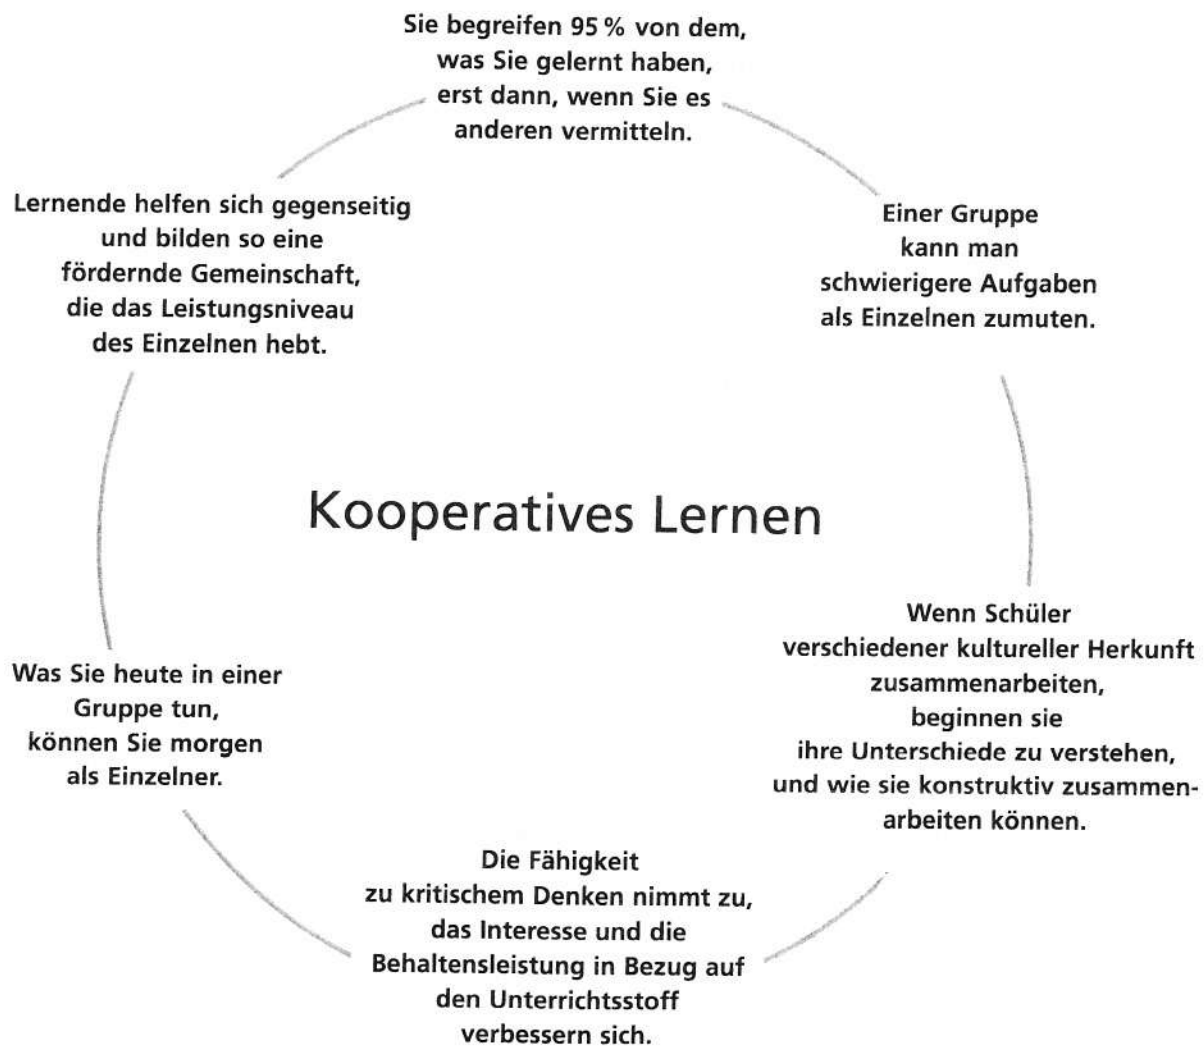 Sie begreifen 95 % von dem,
was Sie gelernt haben,
erst dann, wenn Sie es
anderen vermitteln.
Einer Gruppe
kann man
schwierigere Aufgaben
als Einzelnen zumuten.
Wenn Schüler
verschiedener kultureller Herkunft
zusammenarbeiten,
beginnen sie
ihre Unterschiede zu verstehen,
und wie sie konstruktiv zusammen-
arbeiten können.
Die Fähigkeit
zu kritischem Denken nimmt zu,
das Interesse und die
Behaltensleistung in Bezug auf
den Unterrichtsstoff
verbessern sich.
Was Sie heute in einer
Gruppe tun,
können Sie morgen
als Einzelner.
Lernende helfen sich gegenseitig
und bilden so eine
fördernde Gemeinschaft,
die das Leistungsniveau
des Einzelnen hebt.
Kooperatives Lernen